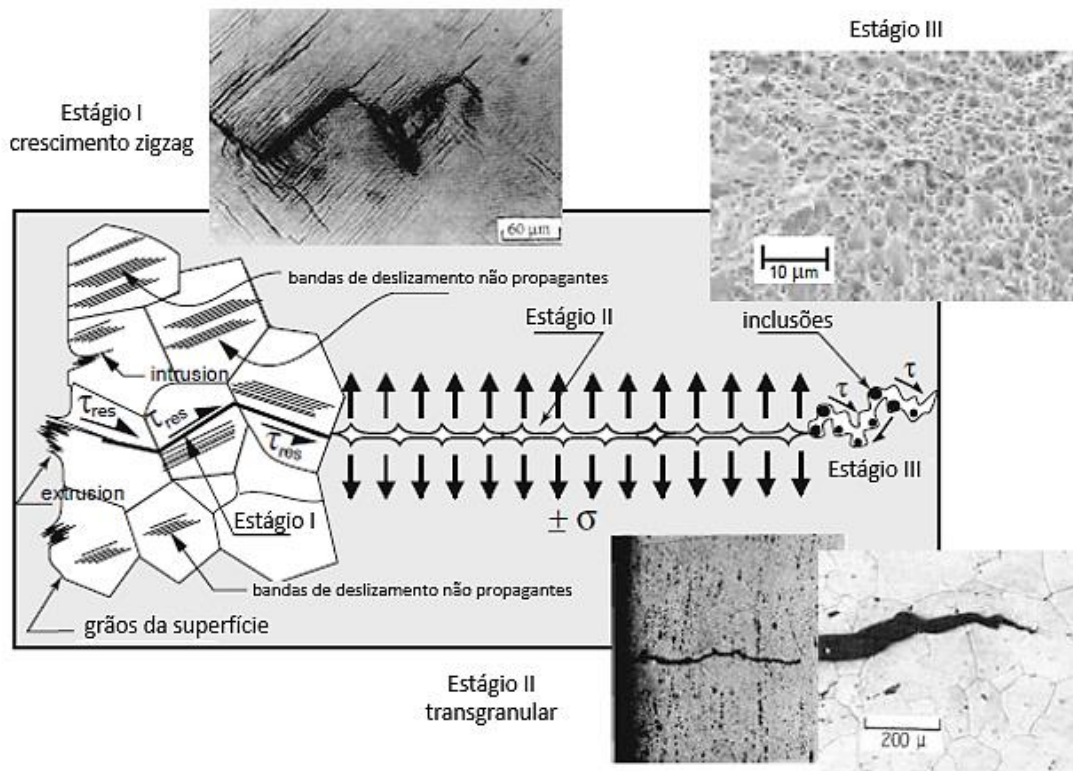 Estágio III
Estágio I
crescimento zigzag
60 μm
10 μm
bandas de deslizamento não propagantes
Estágio II
inclusões
intrusion
τres
τres
τres
τ
τ
extrusion
Estágio I
Estágio III
± σ
bandas de deslizamento não propagantes
grãos da superfície
Estágio II
transgranular
200 μ